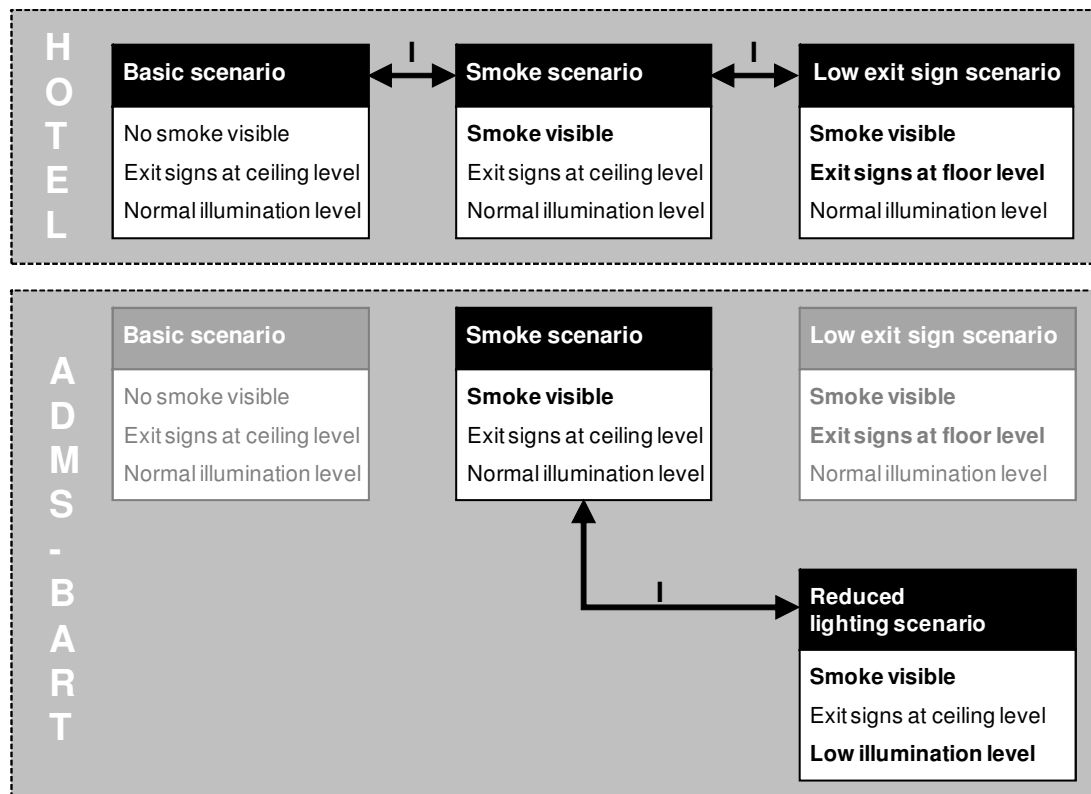 HOTEL
I
I
Basic scenario
No smoke visible
Exit signs at ceiling level
Normal illumination level
Smoke scenario
Smoke visible
Exit signs at ceiling level
Normal illumination level
Low exit sign scenario
Smoke visible
Exit signs at floor level
Normal illumination level
ADMS-BART
Basic scenario
No smoke visible
Exit signs at ceiling level
Normal illumination level
Smoke scenario
Smoke visible
Exit signs at ceiling level
Normal illumination level
Low exit sign scenario
Smoke visible
Exit signs at floor level
Normal illumination level
I
Reduced
lighting scenario
Smoke visible
Exit signs at ceiling level
Low illumination level